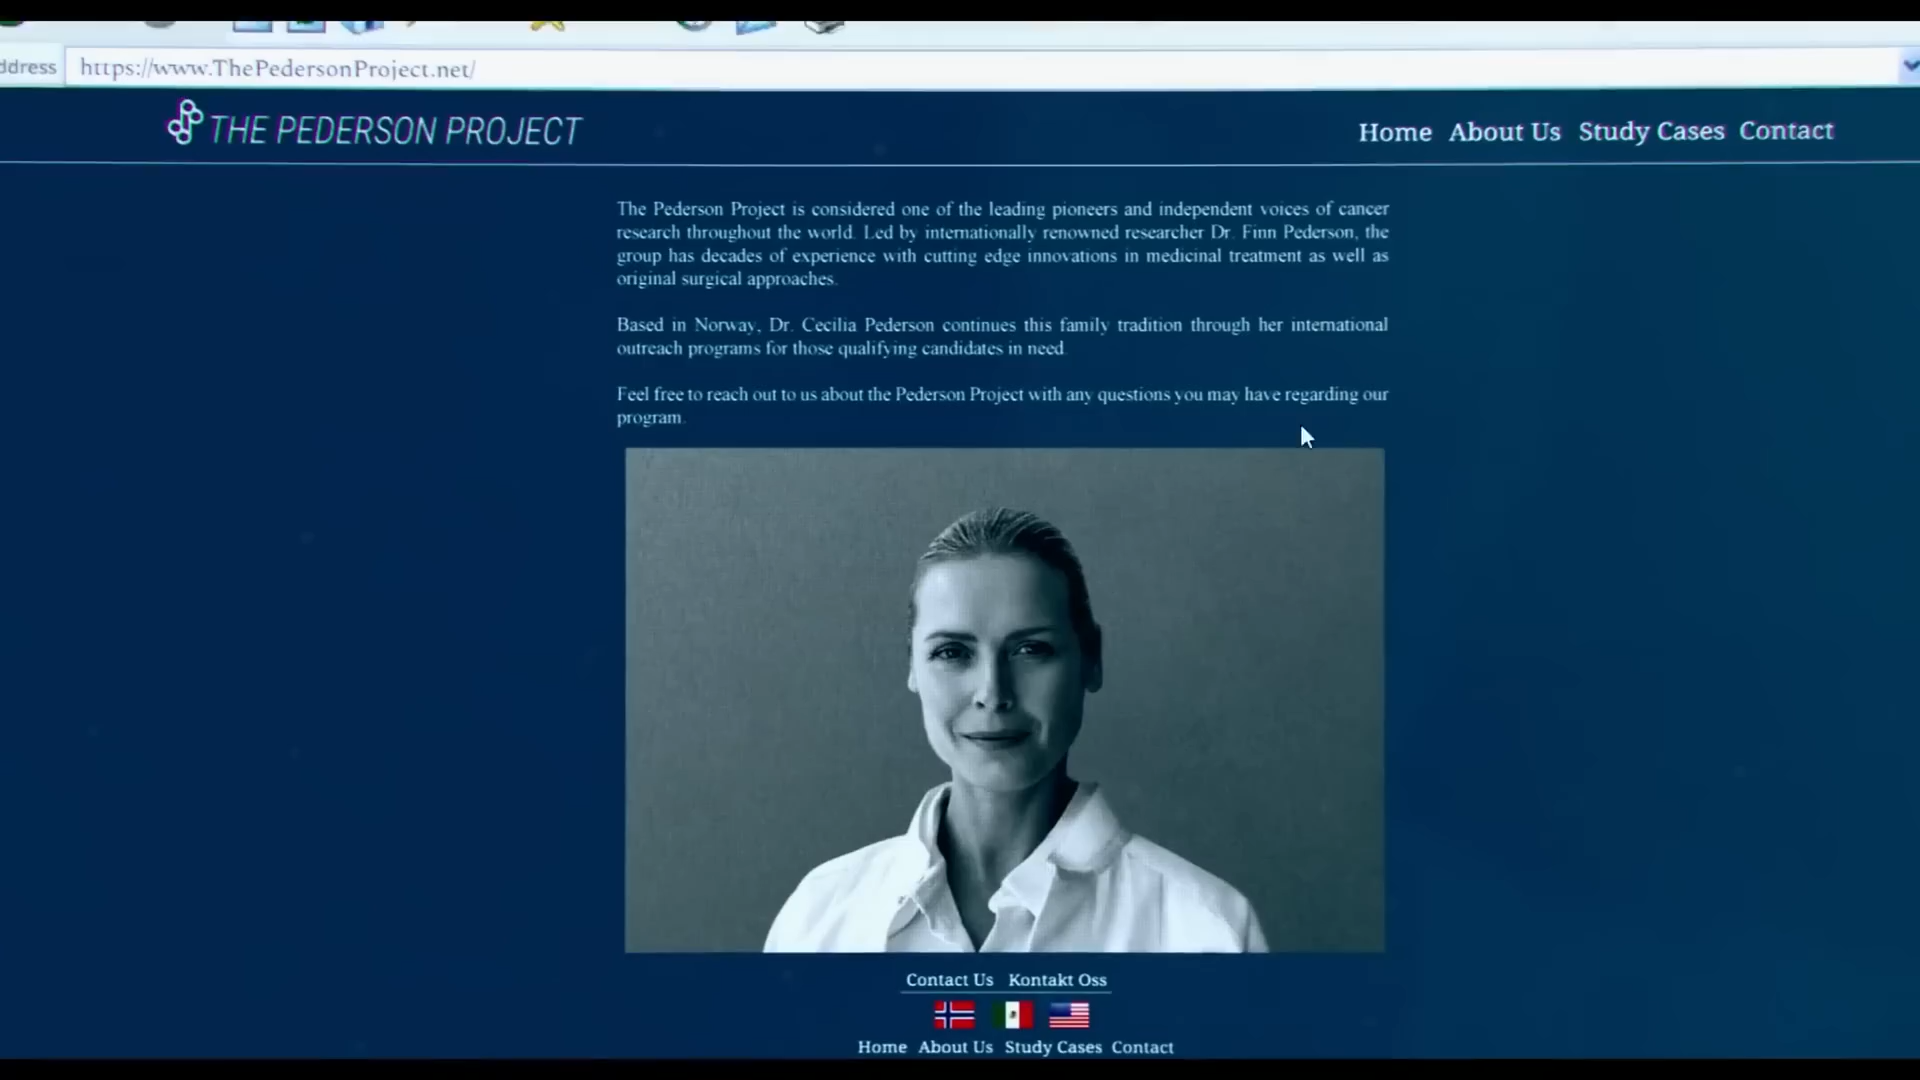 ddress
https://www.ThePedersonProject.net/
THE PEDERSON PROJECT
Home About Us Study Cases Contact
The Pederson Project is considered one of the leading pioneers and independent voices of cancer
research throughout the world. Led by internationally renowned researcher Dr. Finn Pederson, the
group has decades of experience with cutting edge innovations in medicinal treatment as well as
original surgical approaches.
Based in Norway, Dr. Cecilia Pederson continues this family tradition through her international
outreach programs for those qualifying candidates in need.
Feel free to reach out to us about the Pederson Project with any questions you may have regarding our
program.
Contact Us Kontakt Oss
Home About Us Study Cases Contact